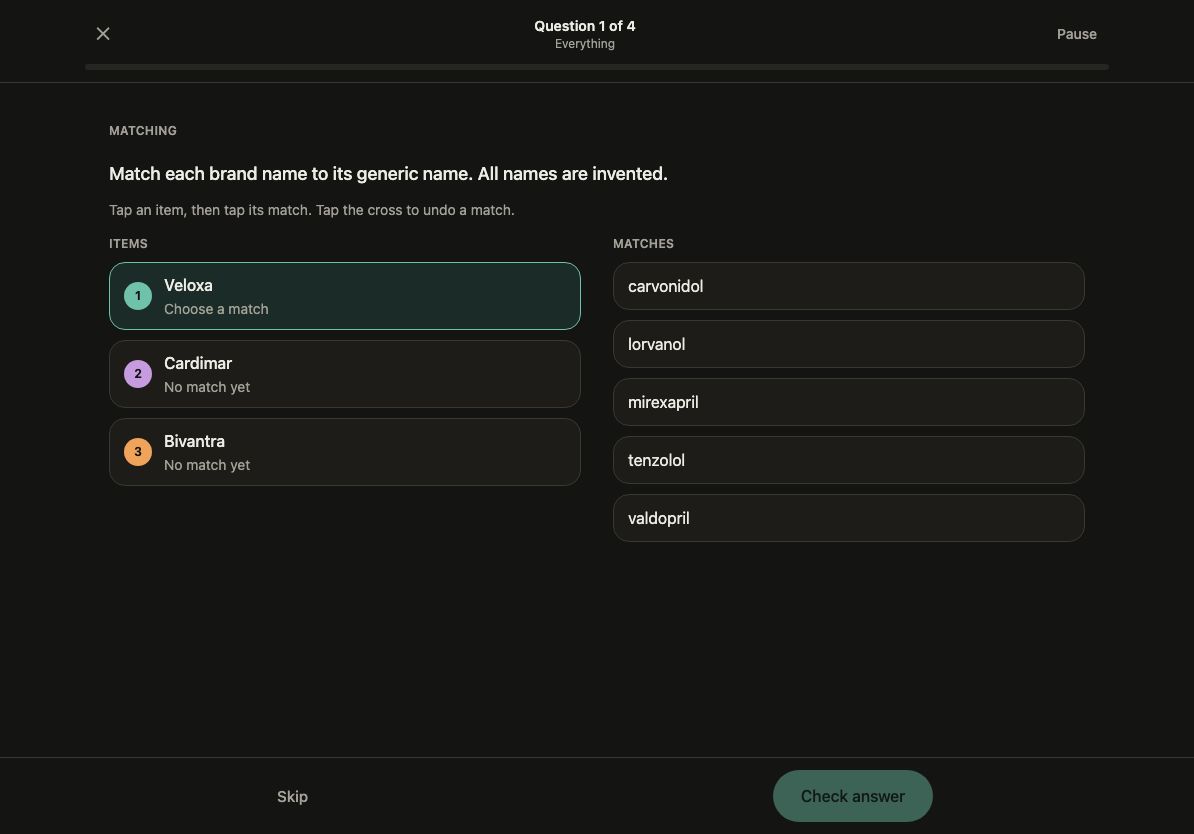 Question 1 of 4
Everything
Pause
MATCHING
Match each brand name to its generic name. All names are invented.
Tap an item, then tap its match. Tap the cross to undo a match.
ITEMS
1
Veloxa
Choose a match
2
Cardimar
No match yet
3
Bivantra
No match yet
MATCHES
carvonidol
lorvanol
mirexapril
tenzolol
valdopril
Skip
Check answer